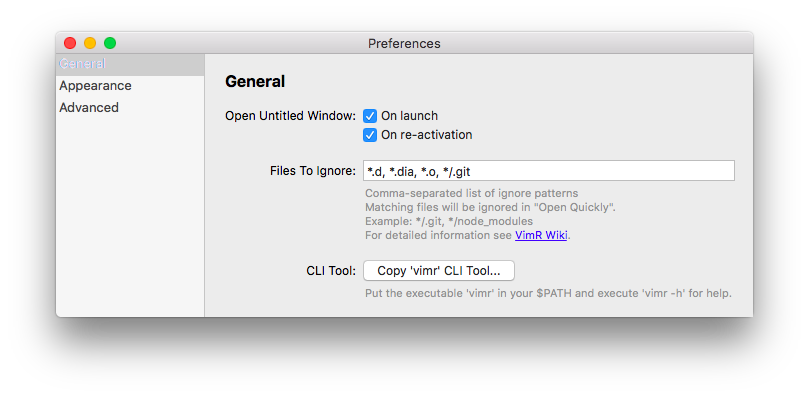 Preferences
General
Appearance
Advanced
General
Open Untitled Window: On launch
On re-activation
Files To Ignore: *.d, *.dia, *.o, */.git
Comma-separated list of ignore patterns
Matching files will be ignored in "Open Quickly".
Example: */.git, */node_modules
For detailed information see VimR Wiki.
CLI Tool: Copy 'vimr' CLI Tool...
Put the executable 'vimr' in your $PATH and execute 'vimr -h' for help.